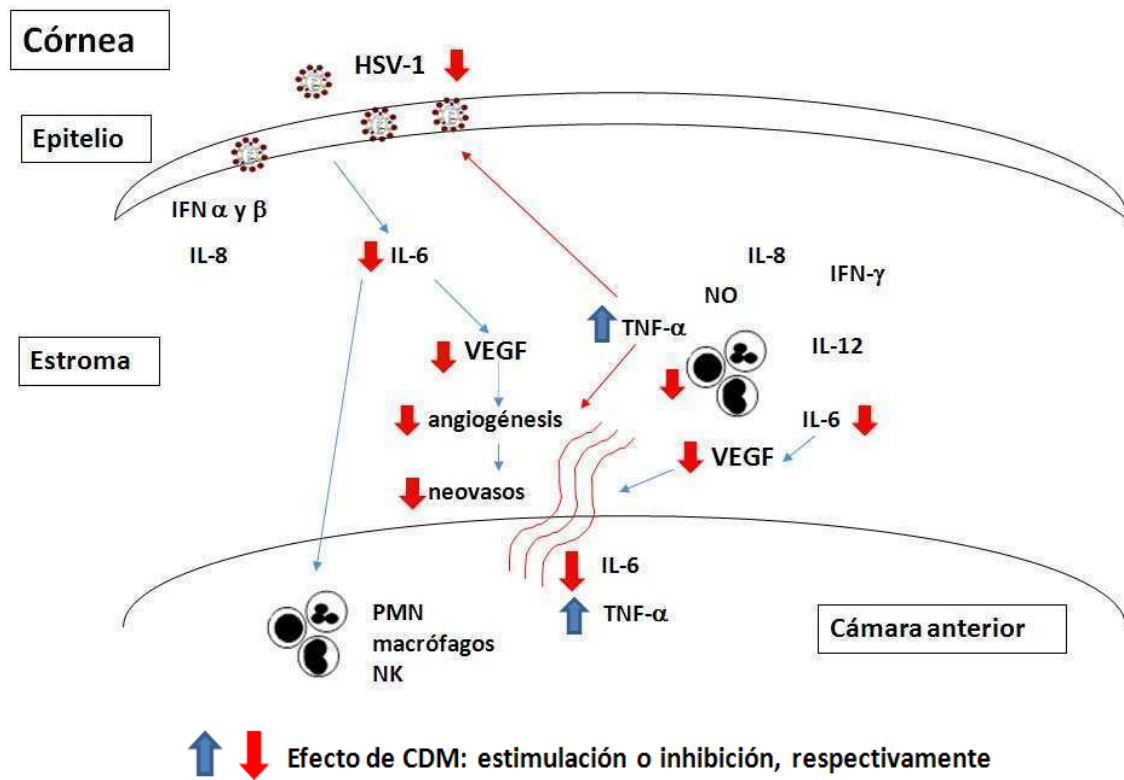 Córnea
HSV-1
Epitelio
IFN α y β
IL-8
IL-6
IL-8
IFN-γ
NO
TNF-α
Estroma
VEGF
IL-12
angiogénesis
IL-6
VEGF
neovasos
IL-6
TNF-α
PMN
macrófagos
NK
Cámara anterior
Efecto de CDM: estimulación o inhibición, respectivamente